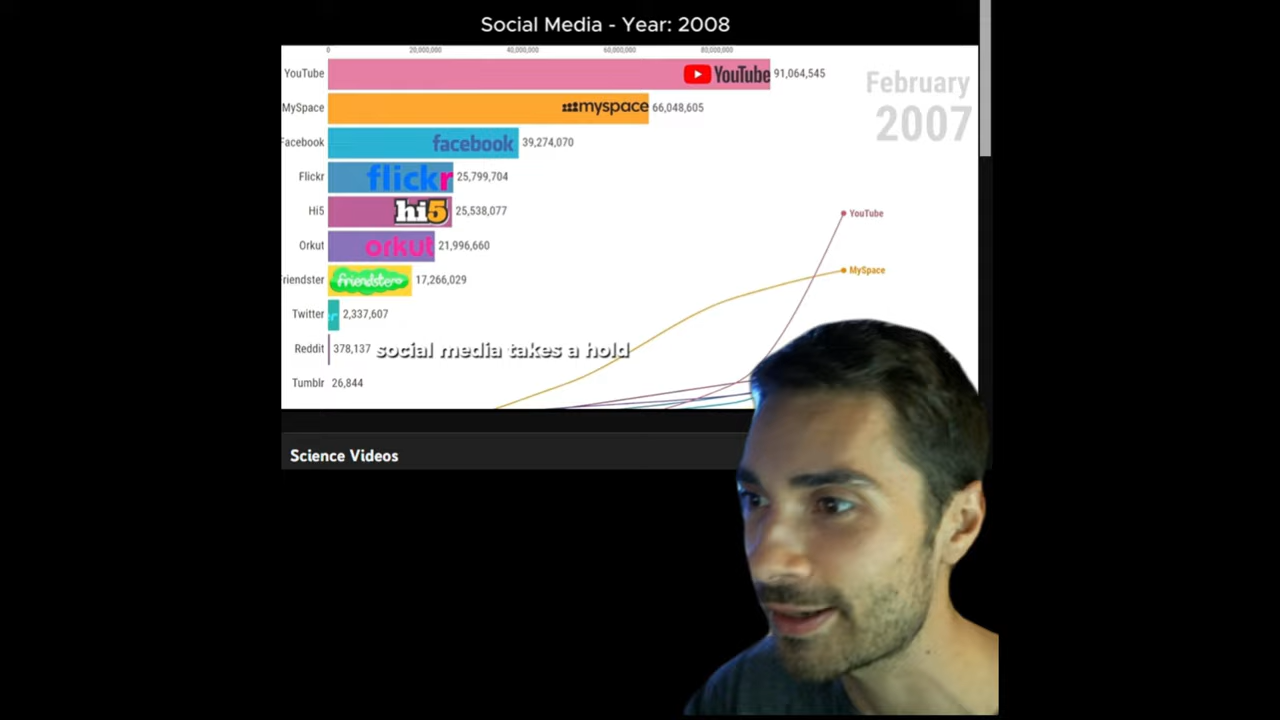 Social Media - Year: 2008
0 20,000,000 40,000,000 60,000,000 80,000,000
YouTube YouTube 91,064,545
February
2007
MySpace myspace 66,048,605
Facebook facebook 39,274,070
Flickr flickr 25,799,704
Hi5 hi5 25,538,077
YouTube
Orkut orkut 21,996,660
MySpace
Friendster friendster 17,266,029
Twitter 2,337,607
Reddit 378,137
social media takes a hold
Tumblr 26,844
Science Videos